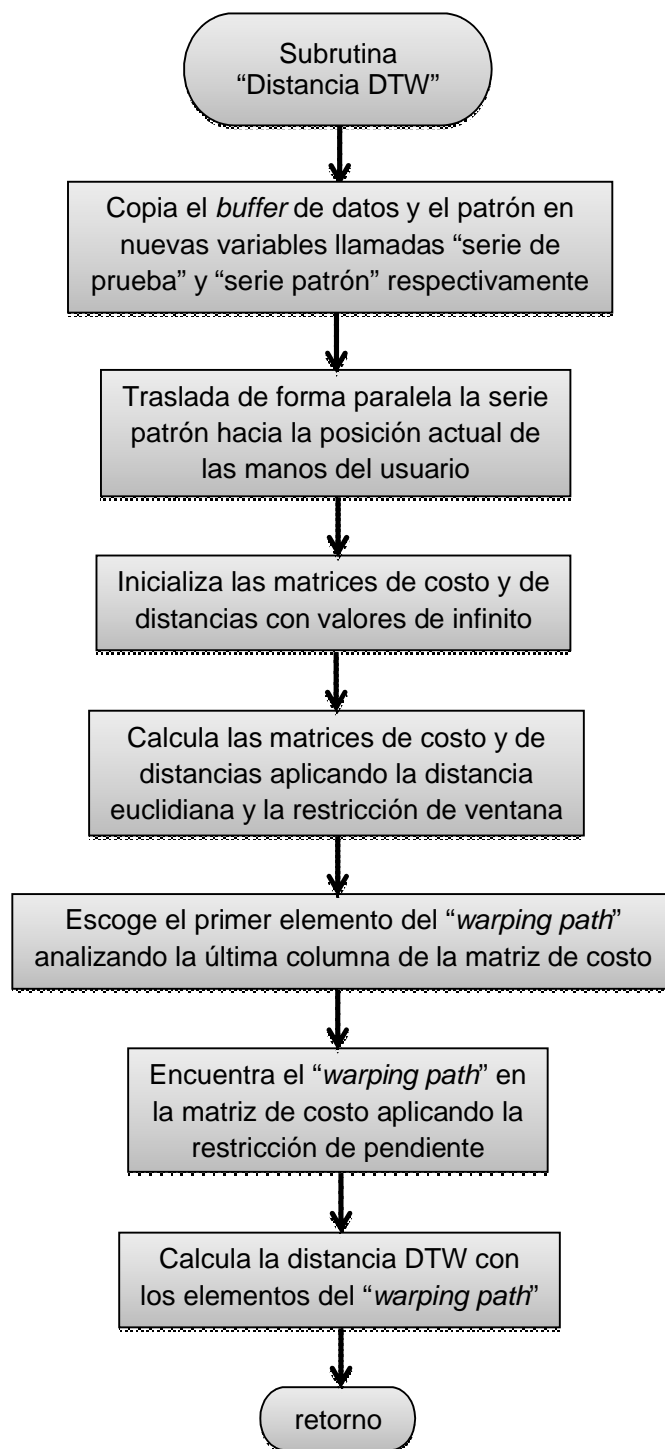 Subrutina
“Distancia DTW”
Copia el buffer de datos y el patrón en
nuevas variables llamadas “serie de
prueba” y “serie patrón” respectivamente
Traslada de forma paralela la serie
patrón hacia la posición actual de
las manos del usuario
Inicializa las matrices de costo y de
distancias con valores de infinito
Calcula las matrices de costo y de
distancias aplicando la distancia
euclidiana y la restricción de ventana
Escoge el primer elemento del “warping path”
analizando la última columna de la matriz de costo
Encuentra el “warping path” en
la matriz de costo aplicando la
restricción de pendiente
Calcula la distancia DTW con
los elementos del “warping path”
retorno